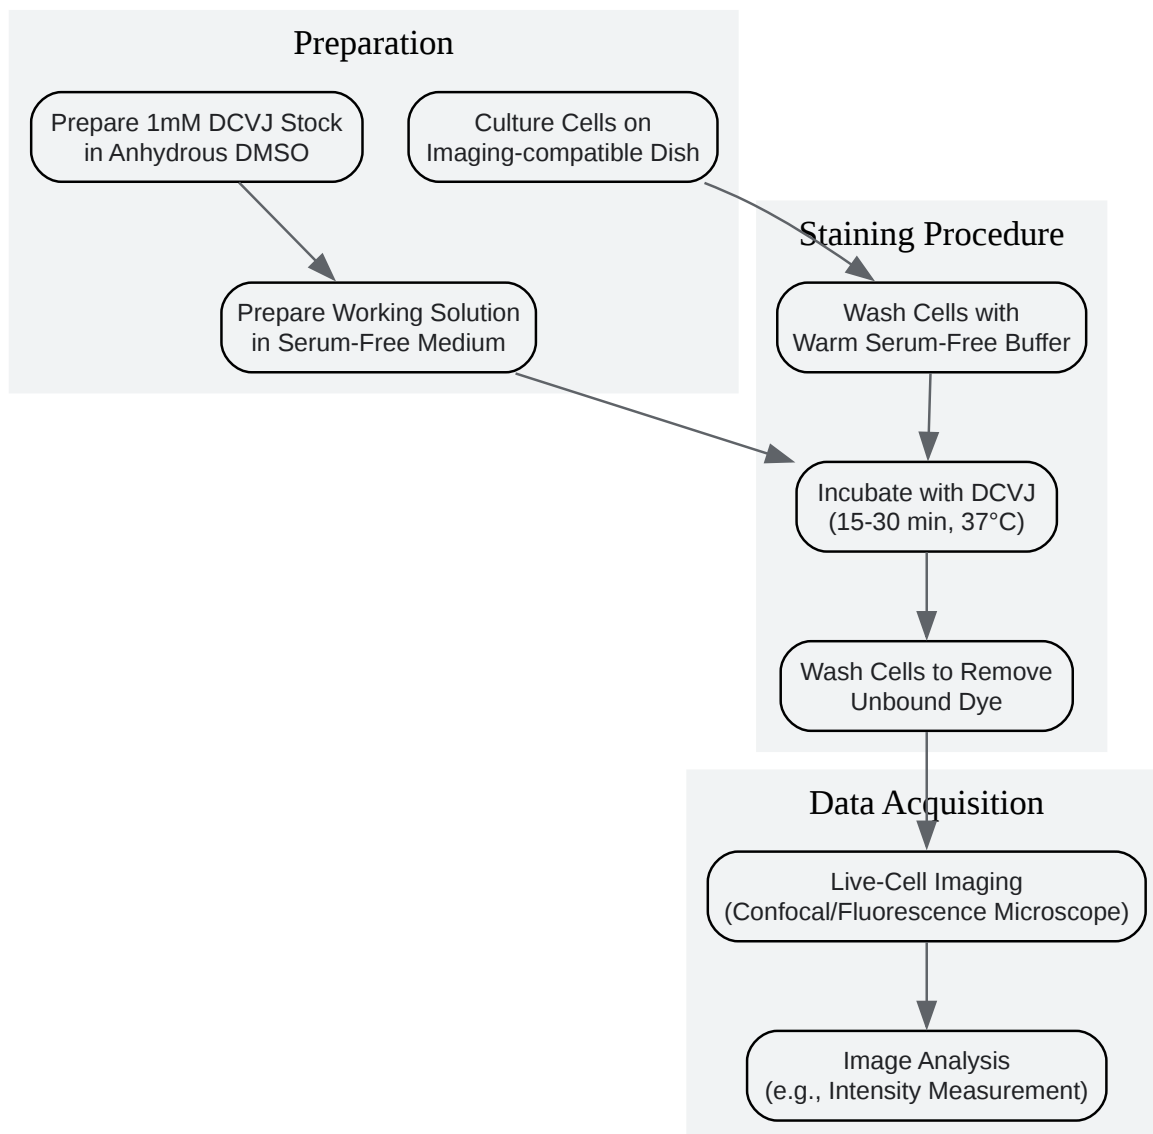 Preparation
Prepare 1mM DCVJ Stock
in Anhydrous DMSO
Culture Cells on
Imaging-compatible Dish
Prepare Working Solution
in Serum-Free Medium
Staining Procedure
Wash Cells with
Warm Serum-Free Buffer
Incubate with DCVJ
(15-30 min, 37°C)
Wash Cells to Remove
Unbound Dye
Data Acquisition
Live-Cell Imaging
(Confocal/Fluorescence Microscope)
Image Analysis
(e.g., Intensity Measurement)